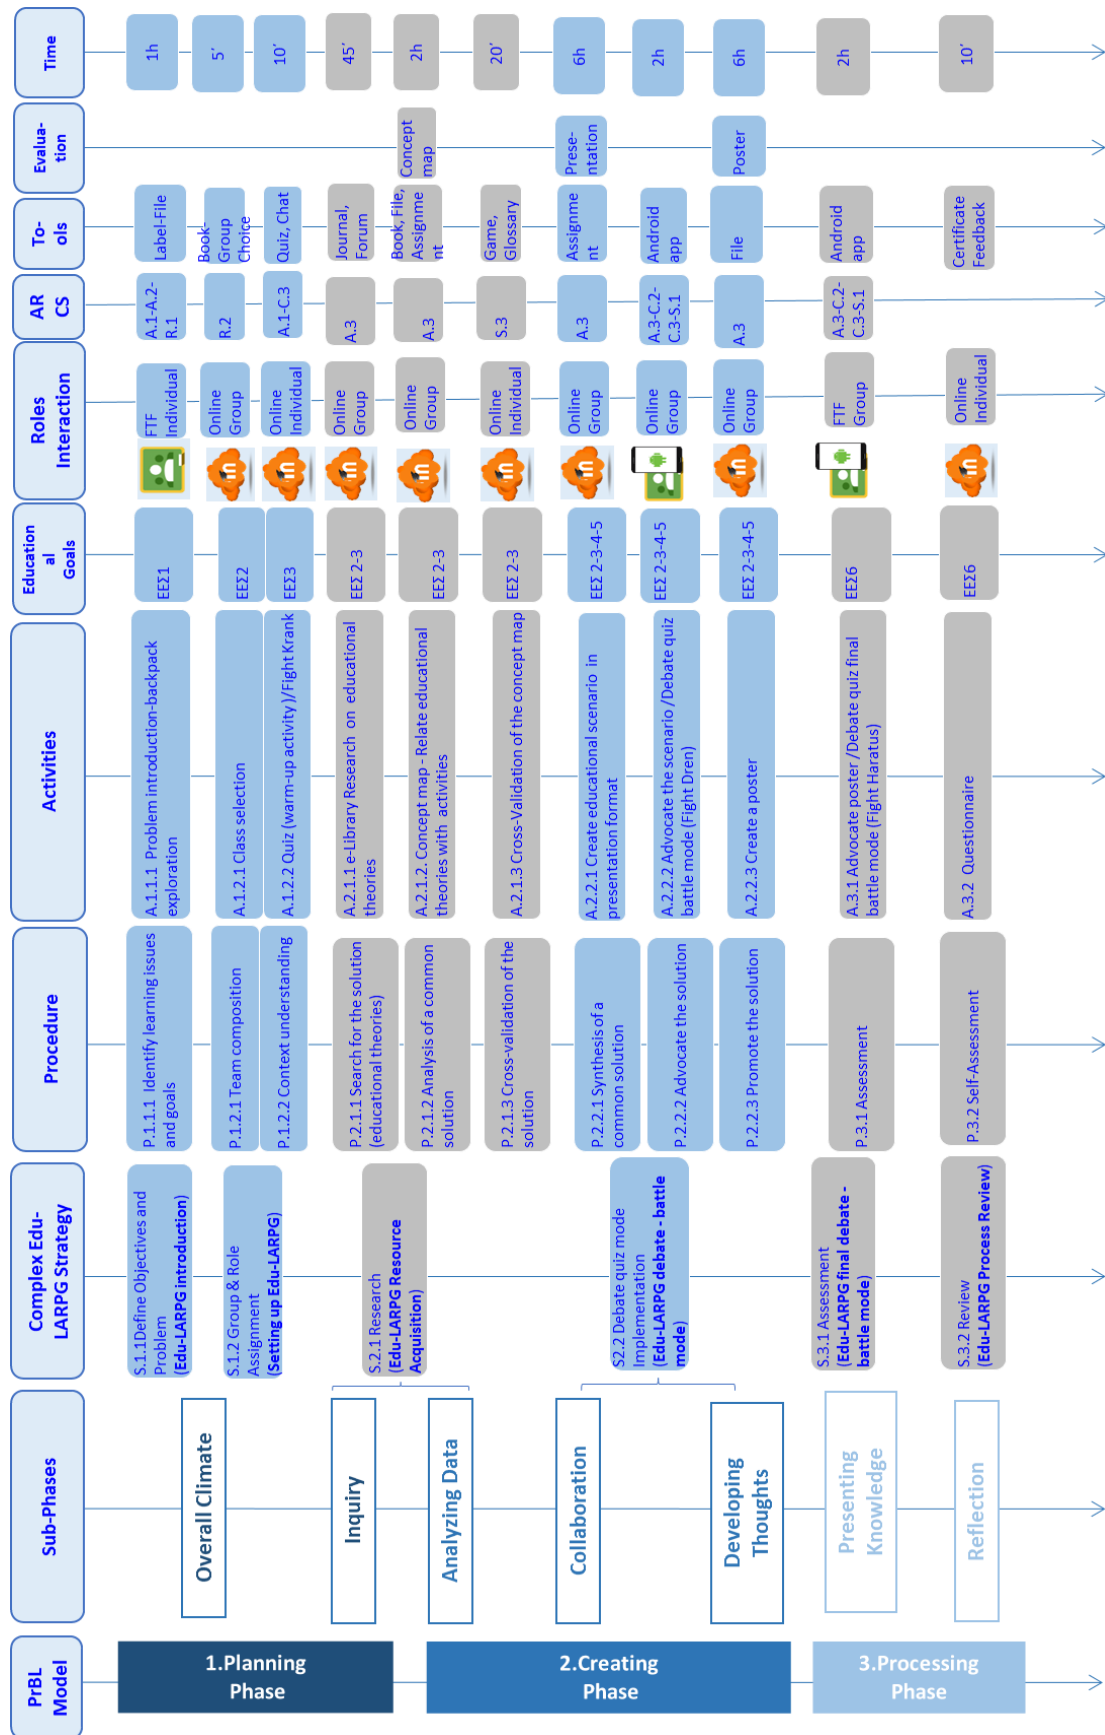 PrBL
Model
1.Planning
Phase
2.Creating
Phase
3.Processing
Phase
Sub-Phases
Overall Climate
Inquiry
Analyzing Data
Collaboration
Developing
Thoughts
Presenting
Knowledge
Reflection
Complex Edu-
LARPG Strategy
S.1.1Define Objectives and
Problem
(Edu-LARPG introduction)
S.1.2 Group & Role
Assignment
(Setting up Edu-LARPG)
S.2.1 Research
(Edu-LARPG Resource
Acquisition)
S2.2 Debate quiz mode
Implementation
(Edu-LARPG debate - battle
mode)
S.3.1 Assessment
(Edu-LARPG final debate -
battle mode)
S.3.2 Review
(Edu-LARPG Process Review)
Procedure
P.1.1.1 Identify learning issues
and goals
P.1.2.1 Team composition
P.1.2.2 Context understanding
P.2.1.1 Search for the solution
(educational theories)
P.2.1.2 Analysis of a common
solution
P.2.1.3 Cross-validation of the
solution
P.2.2.1 Synthesis of a
common solution
P.2.2.2 Advocate the solution
P.2.2.3 Promote the solution
P.3.1 Assessment
P.3.2 Self-Assessment
Activities
A.1.1.1 Problem introduction-backpack
exploration
A.1.2.1 Class selection
A.1.2.2 Quiz (warm-up activity )/Fight Krank
A.2.1.1 e-Library Research on educational
theories
A.2.1.2. Concept map - Relate educational
theories with activities
A.2.1.3 Cross-Validation of the concept map
A.2.2.1 Create educational scenario in
presentation format
A.2.2.2 Advocate the scenario /Debate quiz
battle mode (Fight Dren)
A.2.2.3 Create a poster
A.3.1 Advocate poster /Debate quiz final
battle mode (Fight Haratus)
A.3.2 Questionnaire
Education
al
Goals
ΕΕΣ1
ΕΕΣ2
ΕΕΣ3
ΕΕΣ 2-3
ΕΕΣ 2-3
ΕΕΣ 2-3
ΕΕΣ 2-3-4-5
ΕΕΣ 2-3-4-5
ΕΕΣ 2-3-4-5
ΕΕΣ6
ΕΕΣ6
Roles
Interaction
FTF
Individual
Online
Group
Online
Individual
Online
Group
Online
Group
Online
Individual
Online
Group
Online
Group
Online
Group
FTF
Group
Online
Individual
AR
CS
A.1-A.2-
R.1
R.2
A.1-C.3
A.3
A.3
S.3
A.3
A.3-C.2-
C.3-S.1
A.3
A.3-C.2-
C.3-S.1
To-
ols
Label-File
Book-
Group
Choice
Quiz, Chat
Journal,
Forum
Book, File,
Assignme
nt
Game,
Glossary
Assignme
nt
Android
app
File
Android
app
Certificate
Feedback
Evalua-
tion
Concept
map
Prese-
ntation
Poster
Time
1h
5’
10’
45’
2h
20’
6h
2h
6h
2h
10’